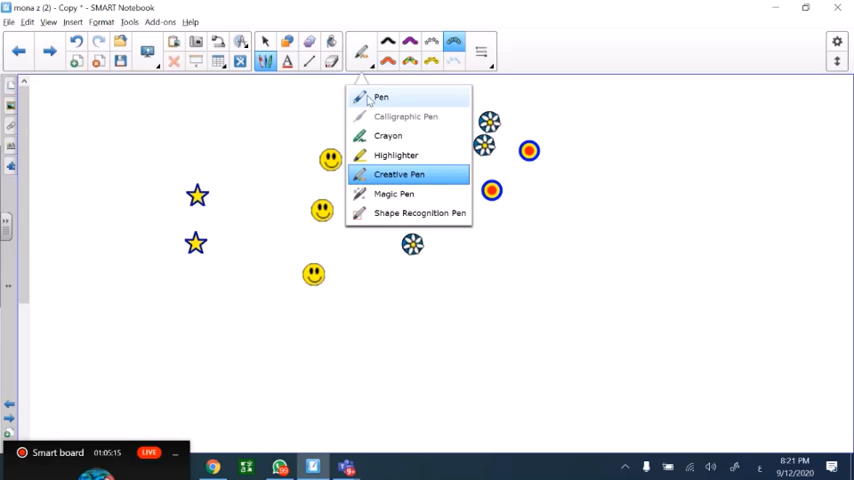 mona z (2) - Copy * - SMART Notebook
File Edit View Insert Format Tools Add-ons Help
Pen
Calligraphic Pen
Crayon
Highlighter
Creative Pen
Magic Pen
Shape Recognition Pen
Smart board 01:05:15 LIVE
99
ع
8:21 PM
9/12/2020